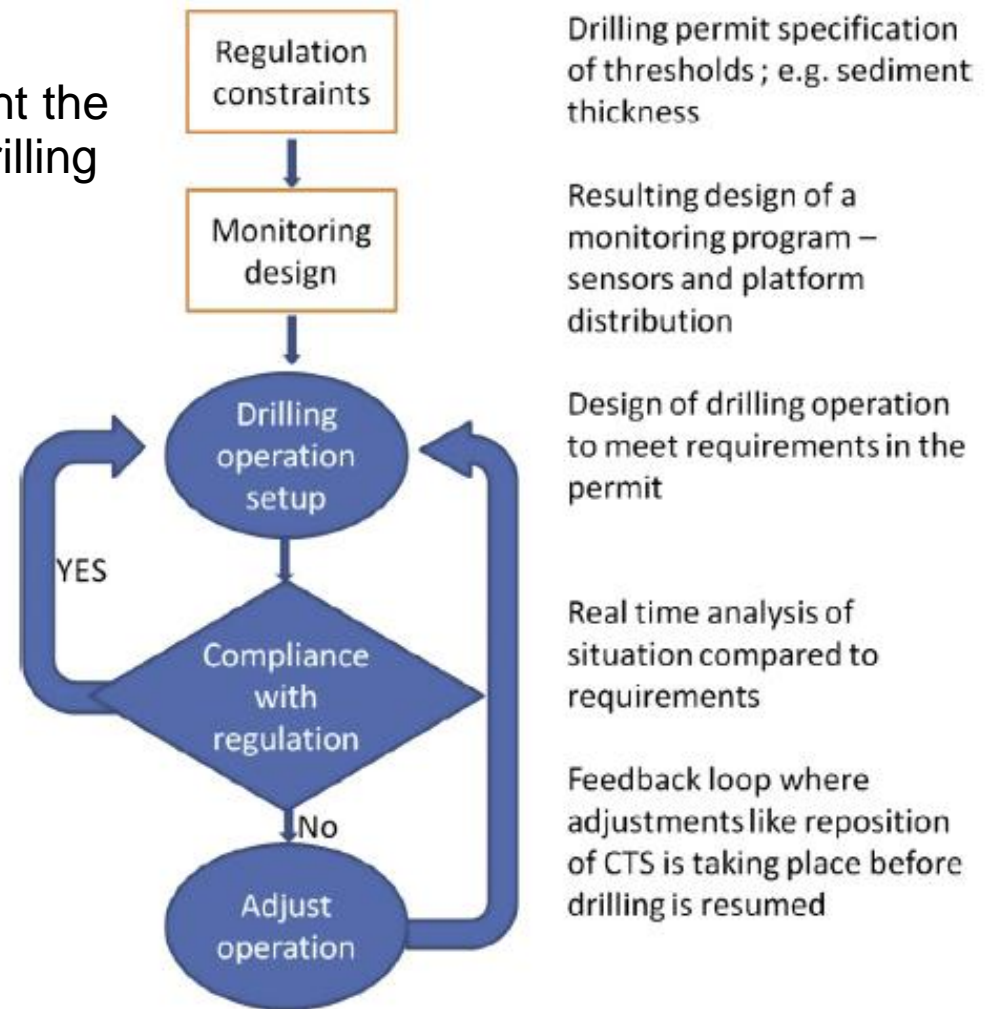 nt the
rilling
Regulation
constraints
Drilling permit specification
of thresholds ; e.g. sediment
thickness
Monitoring
design
Resulting design of a
monitoring program –
sensors and platform
distribution
Drilling
operation
setup
Design of drilling operation
to meet requirements in the
permit
YES
Compliance
with
regulation
Real time analysis of
situation compared to
requirements
No
Adjust
operation
Feedback loop where
adjustments like reposition
of CTS is taking place before
drilling is resumed